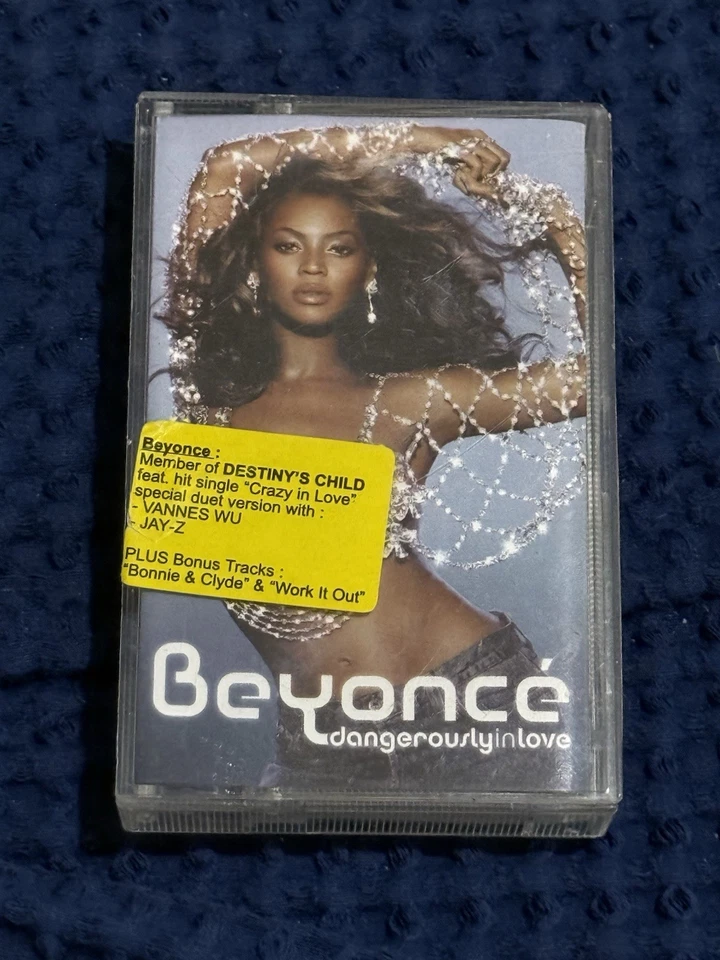 Beyonce :
Member of DESTINY'S CHILD
feat. hit single "Crazy in Love"
special duet version with :
- VANNES WU
- JAY-Z
PLUS Bonus Tracks :
"Bonnie & Clyde" & "Work It Out"
Beyoncé
dangerouslyinlove